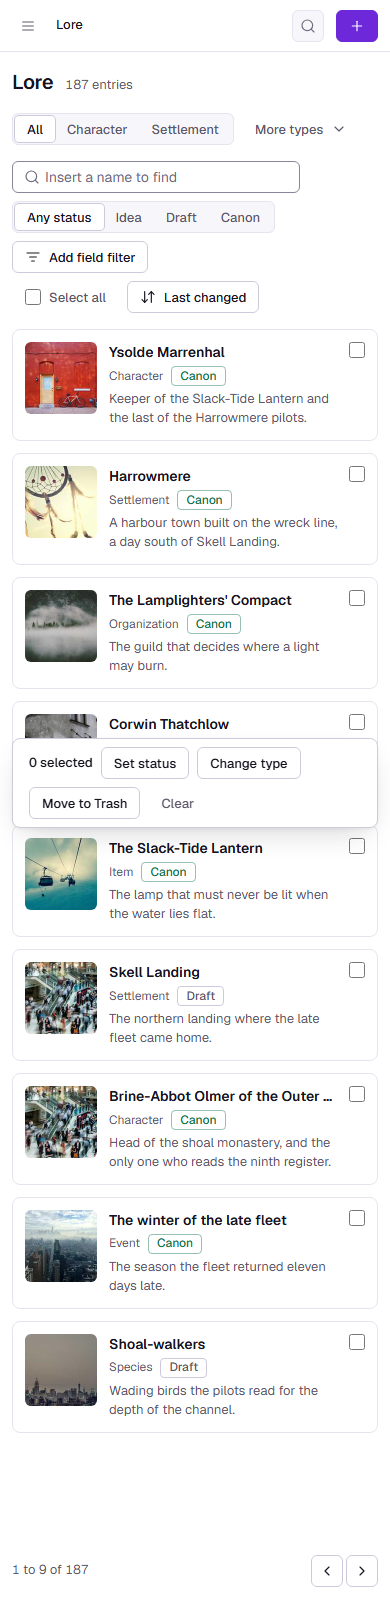 Lore
Lore 187 entries
All Character Settlement More types
Insert a name to find
Any status Idea Draft Canon
Add field filter
Select all Last changed
Ysolde Marrenhal
Character Canon
Keeper of the Slack-Tide Lantern and
the last of the Harrowmere pilots.
Harrowmere
Settlement Canon
A harbour town built on the wreck line,
a day south of Skell Landing.
The Lamplighters' Compact
Organization Canon
The guild that decides where a light
may burn.
Corwin Thatchlow
0 selected Set status Change type
Move to Trash Clear
The Slack-Tide Lantern
Item Canon
The lamp that must never be lit when
the water lies flat.
Skell Landing
Settlement Draft
The northern landing where the late
fleet came home.
Brine-Abbot Olmer of the Outer ...
Character Canon
Head of the shoal monastery, and the
only one who reads the ninth register.
The winter of the late fleet
Event Canon
The season the fleet returned eleven
days late.
Shoal-walkers
Species Draft
Wading birds the pilots read for the
depth of the channel.
1 to 9 of 187